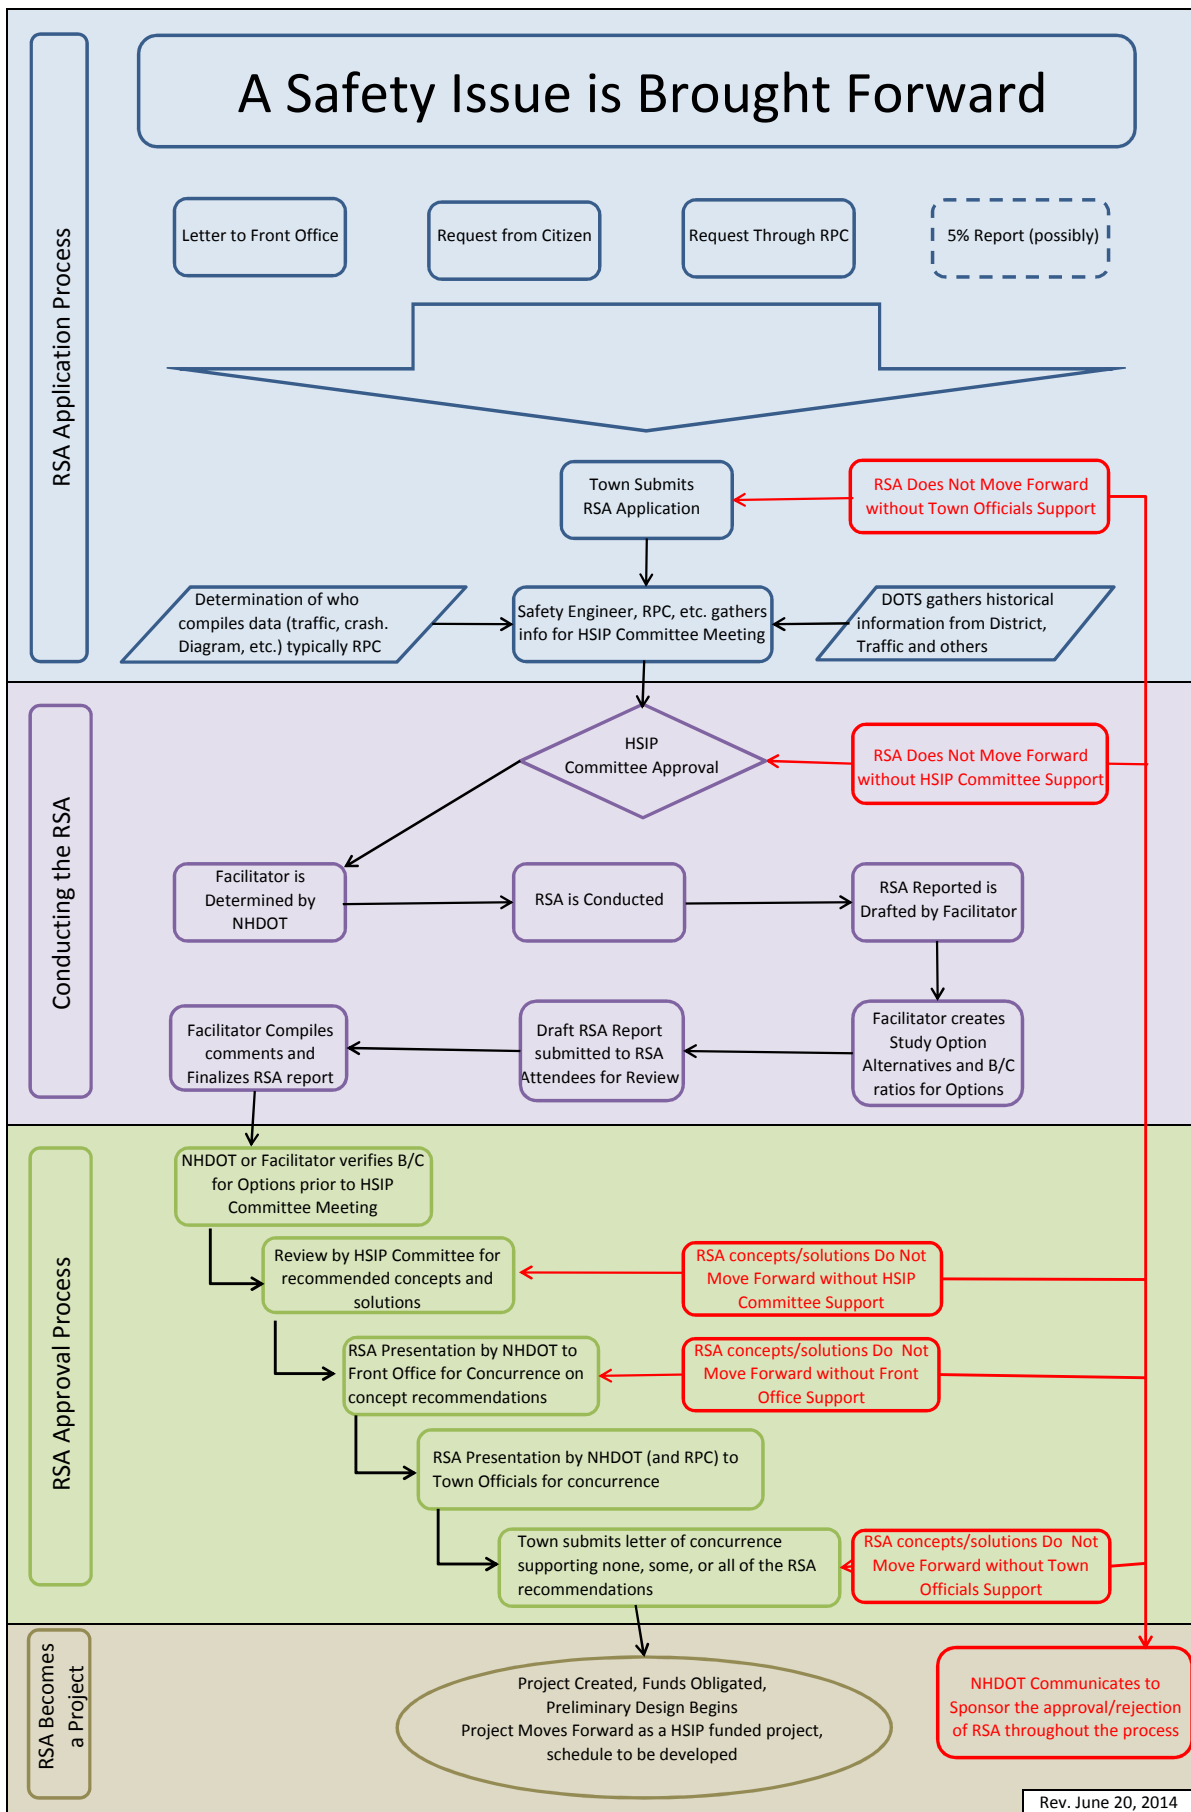 A Safety Issue is Brought Forward
RSA Application Process
Letter to Front Office
Request from Citizen
Request Through RPC
5% Report (possibly)
Town Submits
RSA Application
RSA Does Not Move Forward
without Town Officials Support
Determination of who
compiles data (traffic, crash.
Diagram, etc.) typically RPC
Safety Engineer, RPC, etc. gathers
info for HSIP Committee Meeting
DOTS gathers historical
information from District,
Traffic and others
Conducting the RSA
HSIP
Committee Approval
RSA Does Not Move Forward
without HSIP Committee Support
Facilitator is
Determined by
NHDOT
RSA is Conducted
RSA Reported is
Drafted by Facilitator
Facilitator Compiles
comments and
Finalizes RSA report
Draft RSA Report
submitted to RSA
Attendees for Review
Facilitator creates
Study Option
Alternatives and B/C
ratios for Options
RSA Approval Process
NHDOT or Facilitator verifies B/C
for Options prior to HSIP
Committee Meeting
Review by HSIP Committee for
recommended concepts and
solutions
RSA concepts/solutions Do Not
Move Forward without HSIP
Committee Support
RSA Presentation by NHDOT to
Front Office for Concurrence on
concept recommendations
RSA concepts/solutions Do  Not
Move Forward without Front
Office Support
RSA Presentation by NHDOT (and RPC) to
Town Officials for concurrence
Town submits letter of concurrence
supporting none, some, or all of the RSA
recommendations
RSA concepts/solutions Do  Not
Move Forward without Town
Officials Support
RSA Becomes
a Project
Project Created, Funds Obligated,
Preliminary Design Begins
Project Moves Forward as a HSIP funded project,
schedule to be developed
NHDOT Communicates to
Sponsor the approval/rejection
of RSA throughout the process
Rev. June 20, 2014